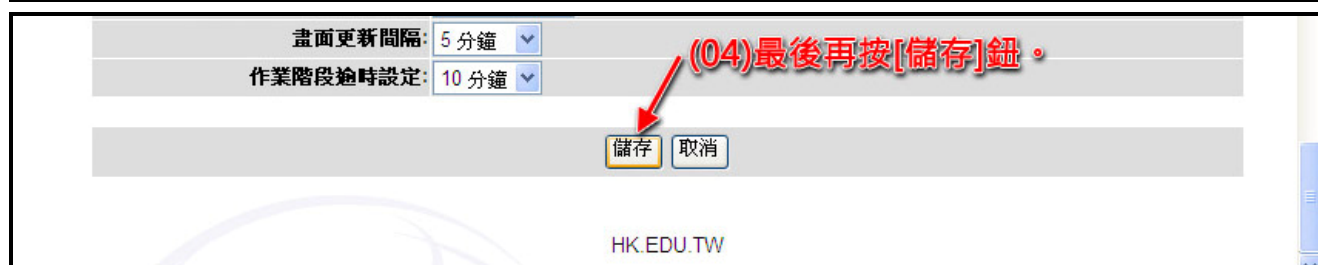 畫面更新間隔: 5 分鐘
(04)最後再按[儲存]鈕。
作業階段逾時設定: 10 分鐘
儲存 取消
HK.EDU.TW